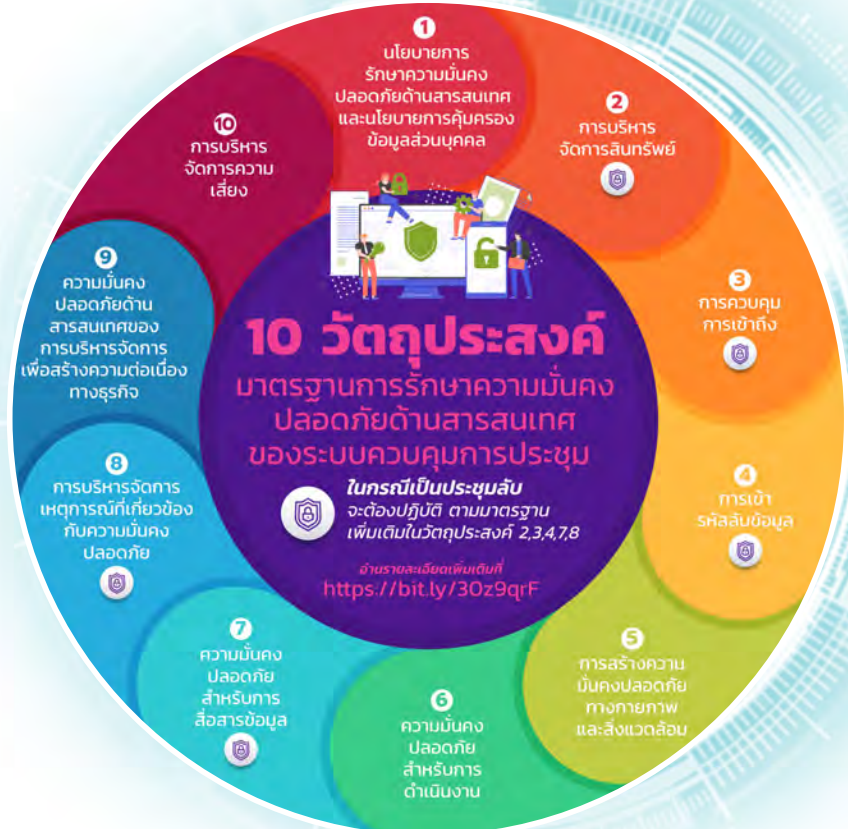 10 วัตถุประสงค์
มาตรฐานการรักษาความมั่นคง
ปลอดภัยด้านสารสนเทศ
ของระบบควบคุมการประชุม
ในกรณีเป็นประชุมลับ
จะต้องปฏิบัติ ตามมาตรฐาน
เพิ่มเติมในวัตถุประสงค์ 2,3,4,7,8
อ่านรายละเอียดเพิ่มเติมที่
https://bit.ly/3Oz9qrF
1
นโยบายการ
รักษาความมั่นคง
ปลอดภัยด้านสารสนเทศ
และนโยบายการคุ้มครอง
ข้อมูลส่วนบุคคล
2
การบริหาร
จัดการสินทรัพย์
3
การควบคุม
การเข้าถึง
4
การเข้า
รหัสลับข้อมูล
5
การสร้างความ
มั่นคงปลอดภัย
ทางกายภาพ
และสิ่งแวดล้อม
6
ความมั่นคง
ปลอดภัย
สำหรับการ
ดำเนินงาน
7
ความมั่นคง
ปลอดภัย
สำหรับการ
สื่อสารข้อมูล
8
การบริหารจัดการ
เหตุการณ์ที่เกี่ยวข้อง
กับความมั่นคง
ปลอดภัย
9
ความมั่นคง
ปลอดภัยด้าน
สารสนเทศของ
การบริหารจัดการ
เพื่อสร้างความต่อเนื่อง
ทางธุรกิจ
10
การบริหาร
จัดการความ
เสี่ยง